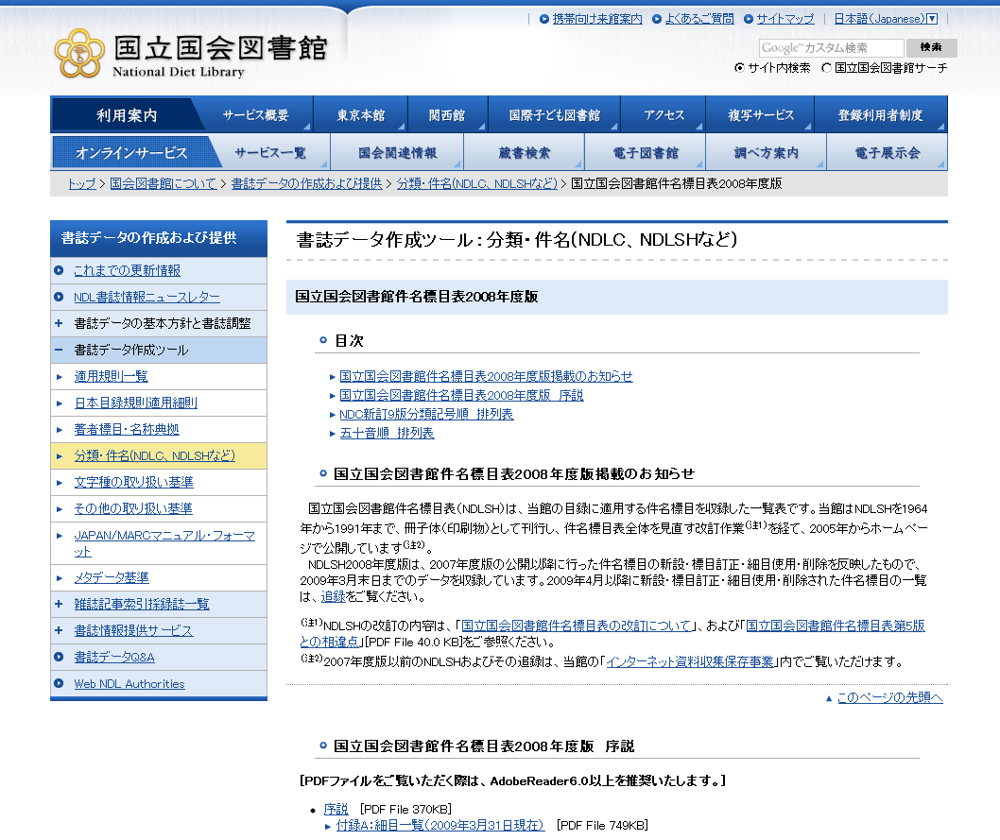 携帯向け来館案内 よくあるご質問 サイトマップ 日本語(Japanese)
国立国会図書館
National Diet Library
Google™ カスタム検索 検索
サイト内検索 国立国会図書館サーチ
利用案内 サービス概要 東京本館 関西館 国際子ども図書館 アクセス 複写サービス 登録利用者制度
オンラインサービス サービス一覧 国会関連情報 蔵書検索 電子図書館 調べ方案内 電子展示会
トップ > 国会図書館について > 書誌データの作成および提供 > 分類・件名(NDLC、NDLSHなど) > 国立国会図書館件名標目表2008年度版
書誌データの作成および提供
これまでの更新情報
NDL書誌情報ニュースレター
書誌データの基本方針と書誌調整
書誌データ作成ツール
適用規則一覧
日本目録規則適用細則
著者標目・名称典拠
分類・件名(NDLC、NDLSHなど)
文字種の取り扱い基準
その他の取り扱い基準
JAPAN/MARCマニュアル・フォーマ
ット
メタデータ基準
雑誌記事索引採録誌一覧
書誌情報提供サービス
書誌データQ&A
Web NDL Authorities
書誌データ作成ツール：分類・件名(NDLC、NDLSHなど)
国立国会図書館件名標目表2008年度版
目次
国立国会図書館件名標目表2008年度版掲載のお知らせ
国立国会図書館件名標目表2008年度版　序説
NDC新訂9版分類記号順　排列表
五十音順　排列表
国立国会図書館件名標目表2008年度版掲載のお知らせ
国立国会図書館件名標目表(NDLSH)は、当館の目録に適用する件名標目を収録した一覧表です。当館はNDLSHを1964
年から1991年まで、冊子体(印刷物)として刊行し、件名標目表全体を見直す改訂作業(注1)を経て、2005年からホームペー
ジで公開しています(注2)。
NDLSH2008年度版は、2007年度版の公開以降に行った件名標目の新設・標目訂正・細目使用・削除を反映したもので、
2009年3月末日までのデータを収録しています。2009年4月以降に新設・標目訂正・細目使用・削除された件名標目の一覧
は、追録をご覧ください。
(注1)NDLSHの改訂の内容は、「国立国会図書館件名標目表の改訂について」、および「国立国会図書館件名標目表第5版
との相違点」[PDF File 40.0 KB]をご参照ください。
(注2)2007年度版以前のNDLSHおよびその追録は、当館の「インターネット資料収集保存事業」内でご覧いただけます。
このページの先頭へ
国立国会図書館件名標目表2008年度版　序説
[PDFファイルをご覧いただく際は、AdobeReader6.0以上を推奨いたします。]
序説　[PDF File 370KB]
付録A：細目一覧(2009年3月31日現在)　[PDF File 749KB]